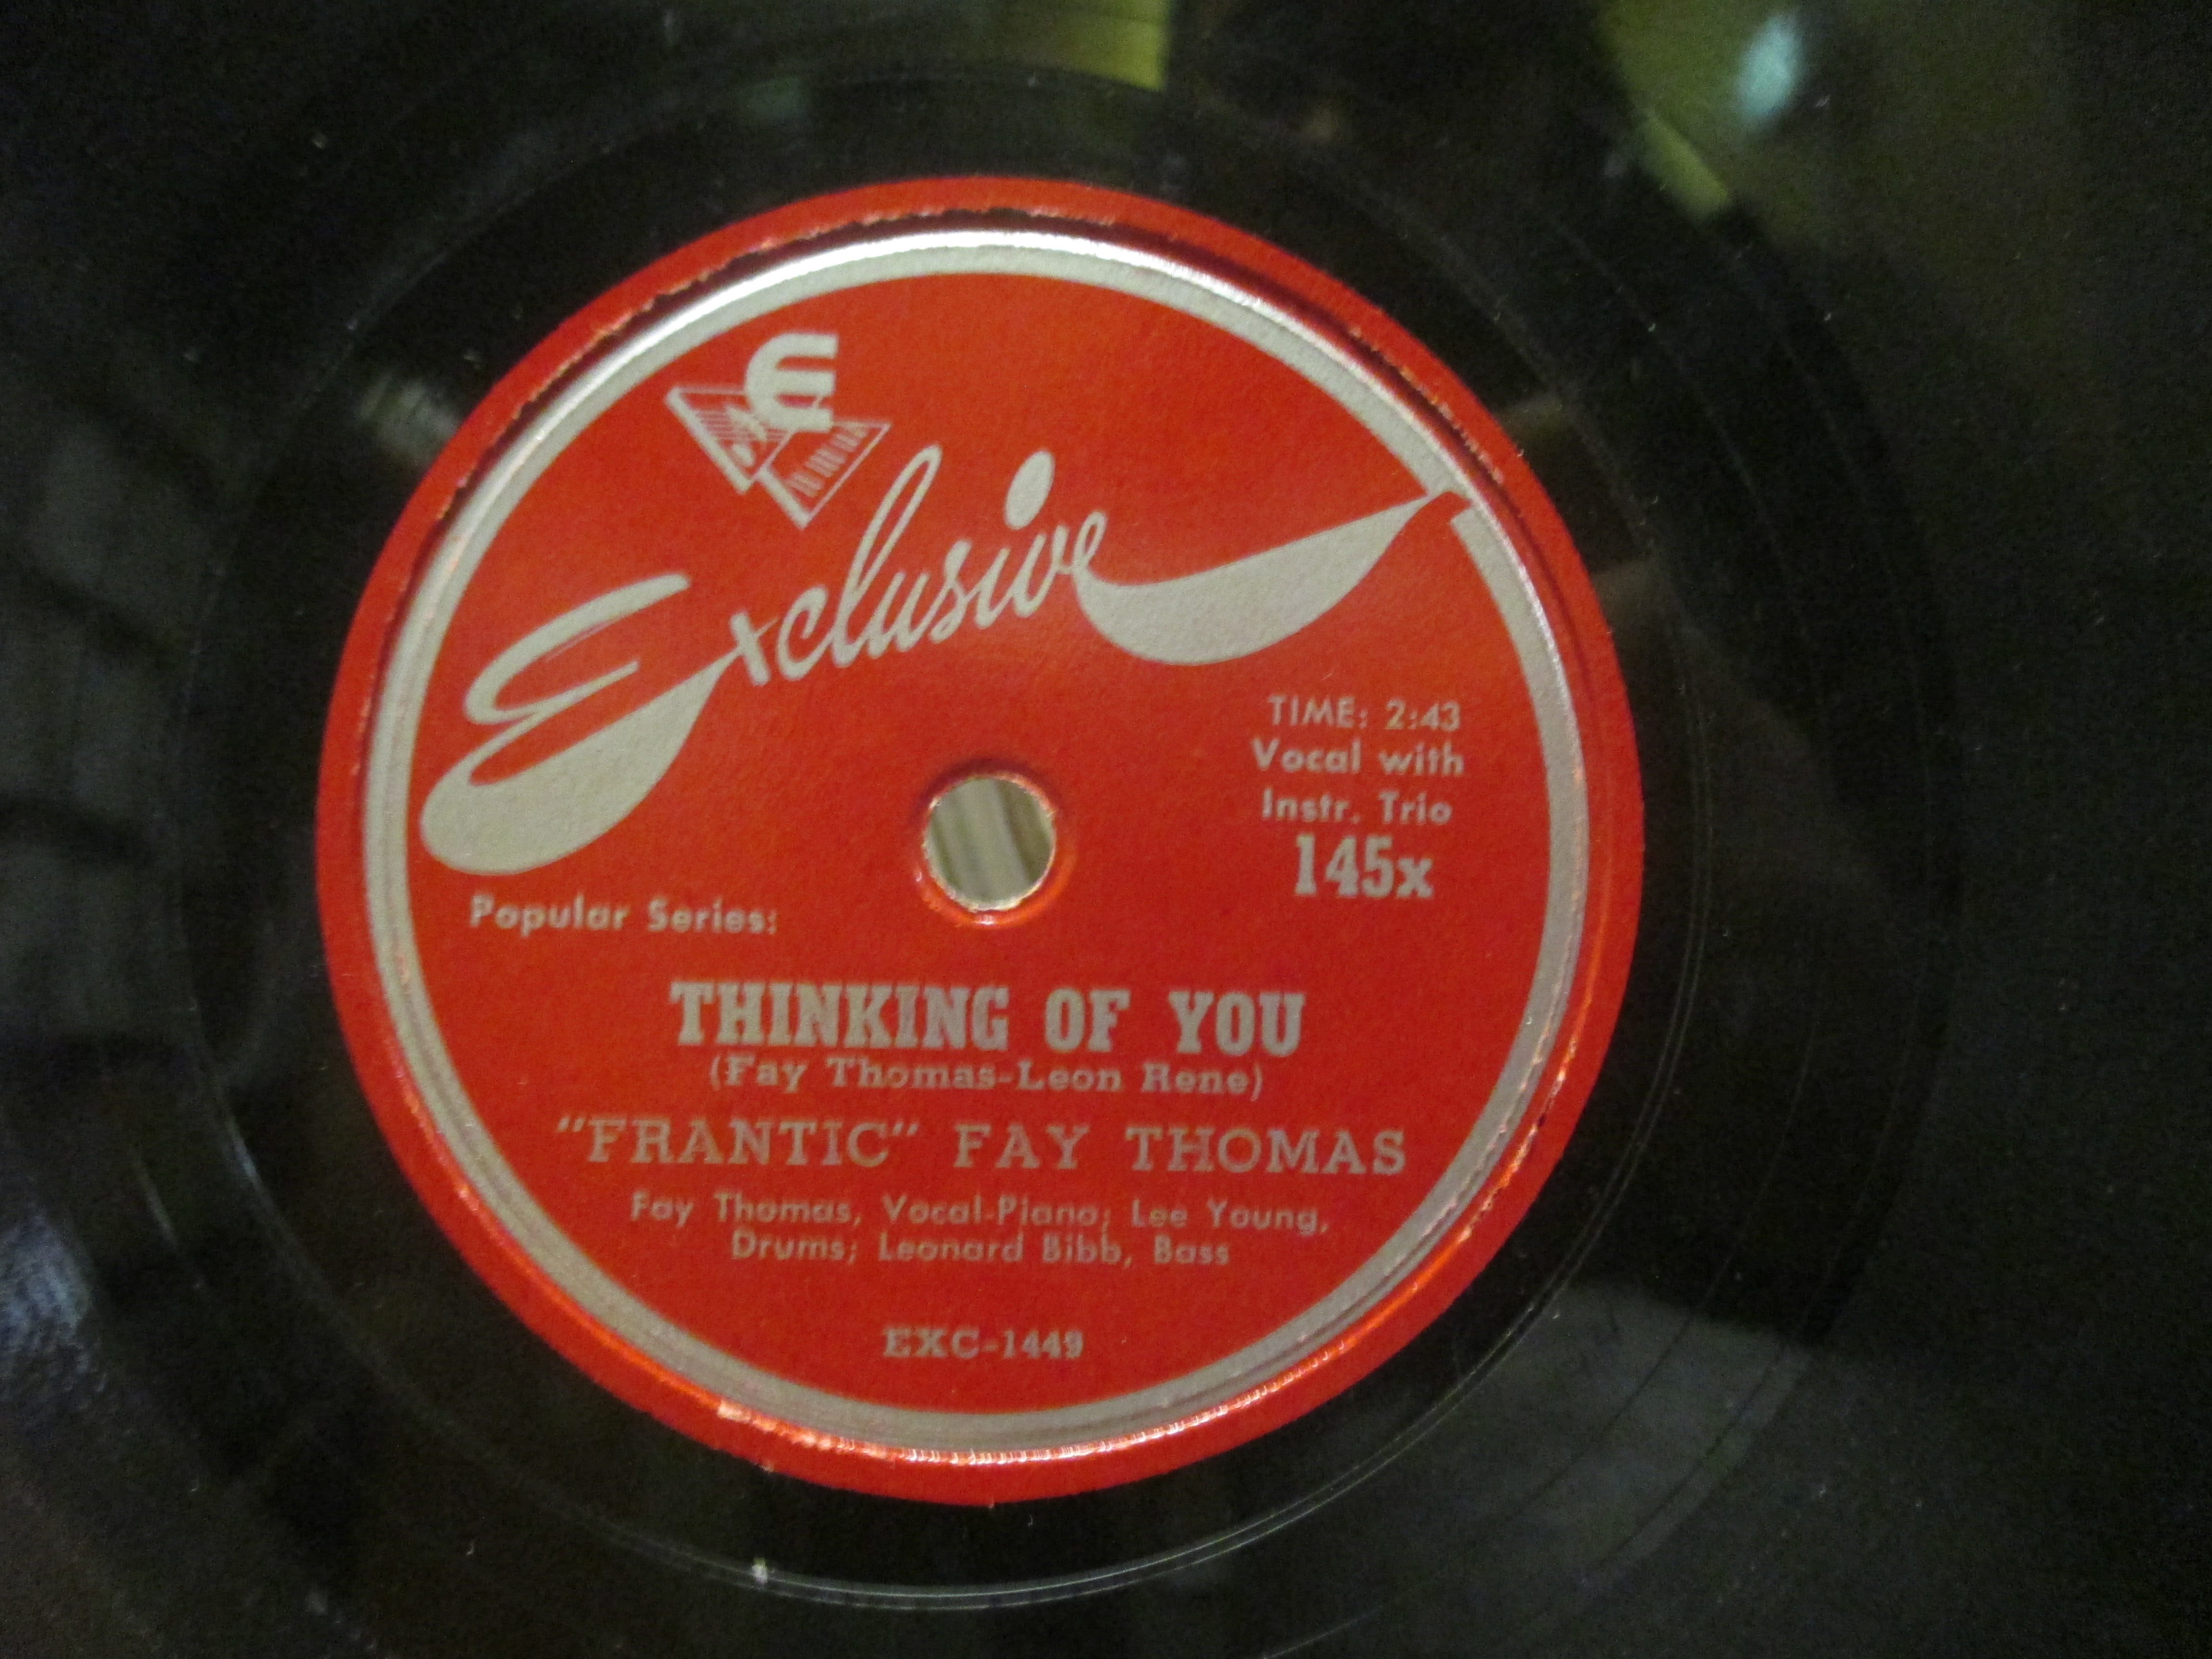 E
Exclusive
TIME: 2:43
Vocal with
Instr. Trio
145x
Popular Series:
THINKING OF YOU
(Fay Thomas-Leon Rene)
"FRANTIC" FAY THOMAS
Fay Thomas, Vocal-Piano; Lee Young,
Drums; Leonard Bibb, Bass
EXC-1449